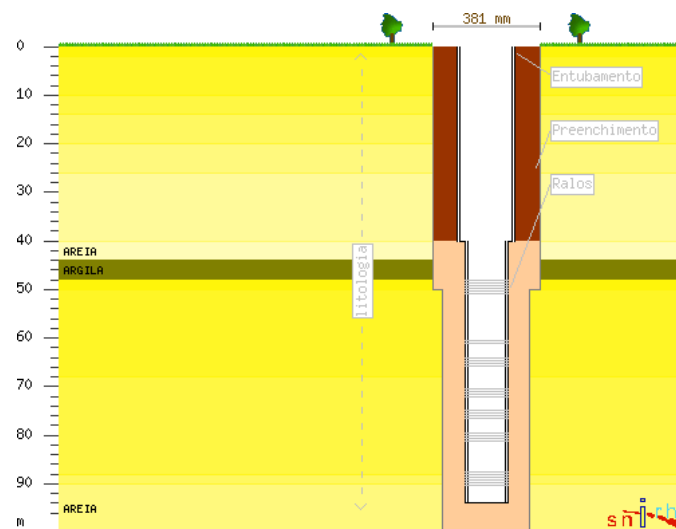 381 mm
0
Entubamento
10
Preenchimento
20
Ralos
30
40
AREIA
ARGILA
litologia
50
60
70
80
90
AREIA
m
snirh